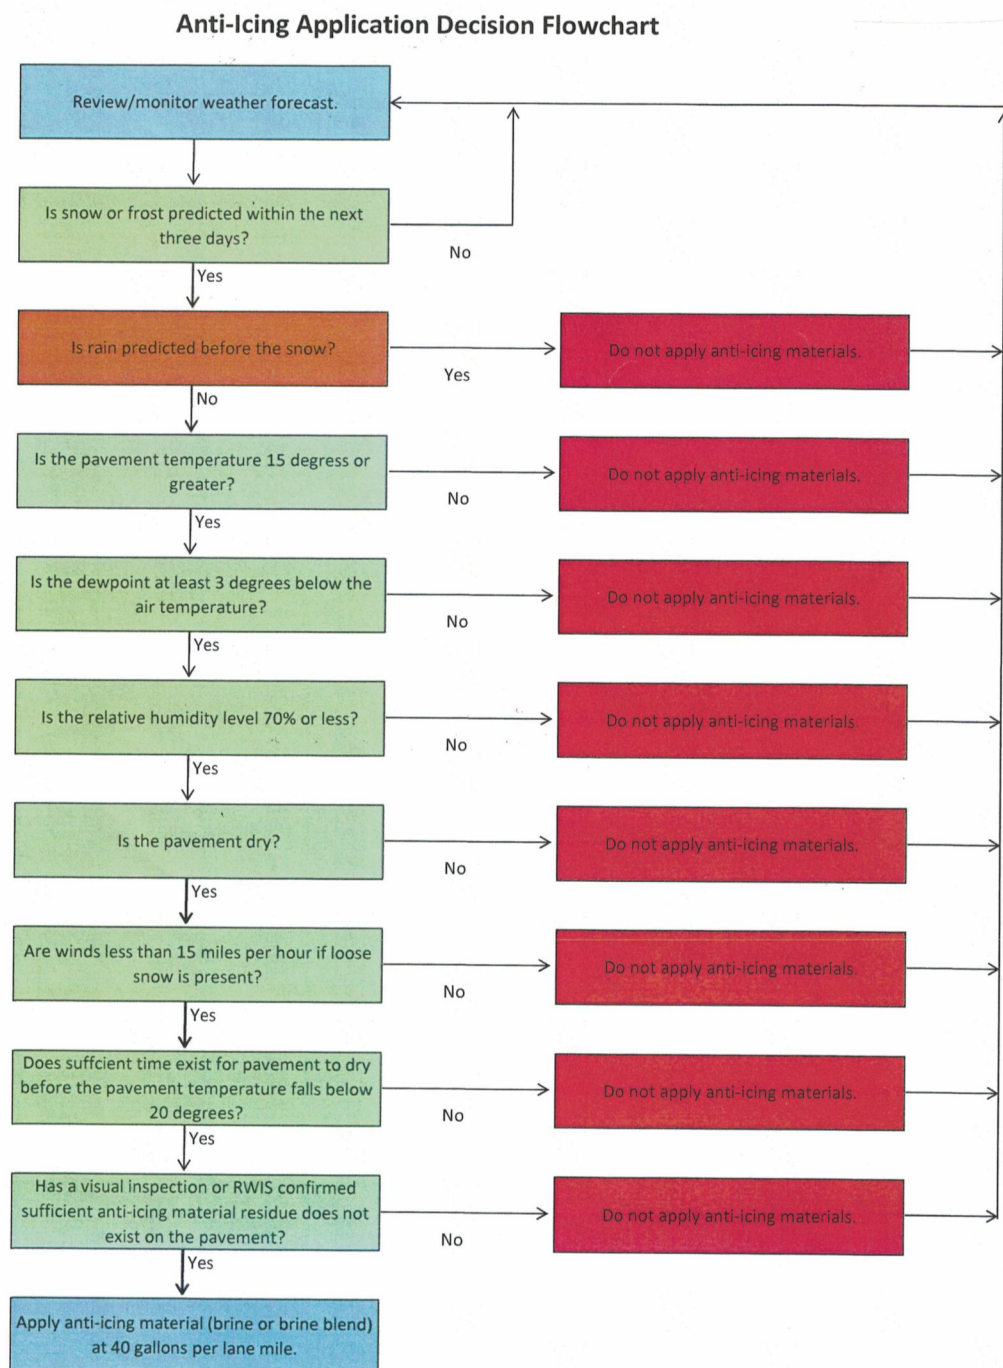 Anti-Icing Application Decision Flowchart
Review/monitor weather forecast.
Is snow or frost predicted within the next
three days?
No
Yes
Is rain predicted before the snow?
Yes
Do not apply anti-icing materials.
No
Is the pavement temperature 15 degress or
greater?
No
Do not apply anti-icing materials.
Yes
Is the dewpoint at least 3 degrees below the
air temperature?
No
Do not apply anti-icing materials.
Yes
Is the relative humidity level 70% or less?
No
Do not apply anti-icing materials.
Yes
Is the pavement dry?
No
Do not apply anti-icing materials.
Yes
Are winds less than 15 miles per hour if loose
snow is present?
No
Do not apply anti-icing materials.
Yes
Does suffcient time exist for pavement to dry
before the pavement temperature falls below
20 degrees?
No
Do not apply anti-icing materials.
Yes
Has a visual inspection or RWIS confirmed
sufficient anti-icing material residue does not
exist on the pavement?
No
Do not apply anti-icing materials.
Yes
Apply anti-icing material (brine or brine blend)
at 40 gallons per lane mile.